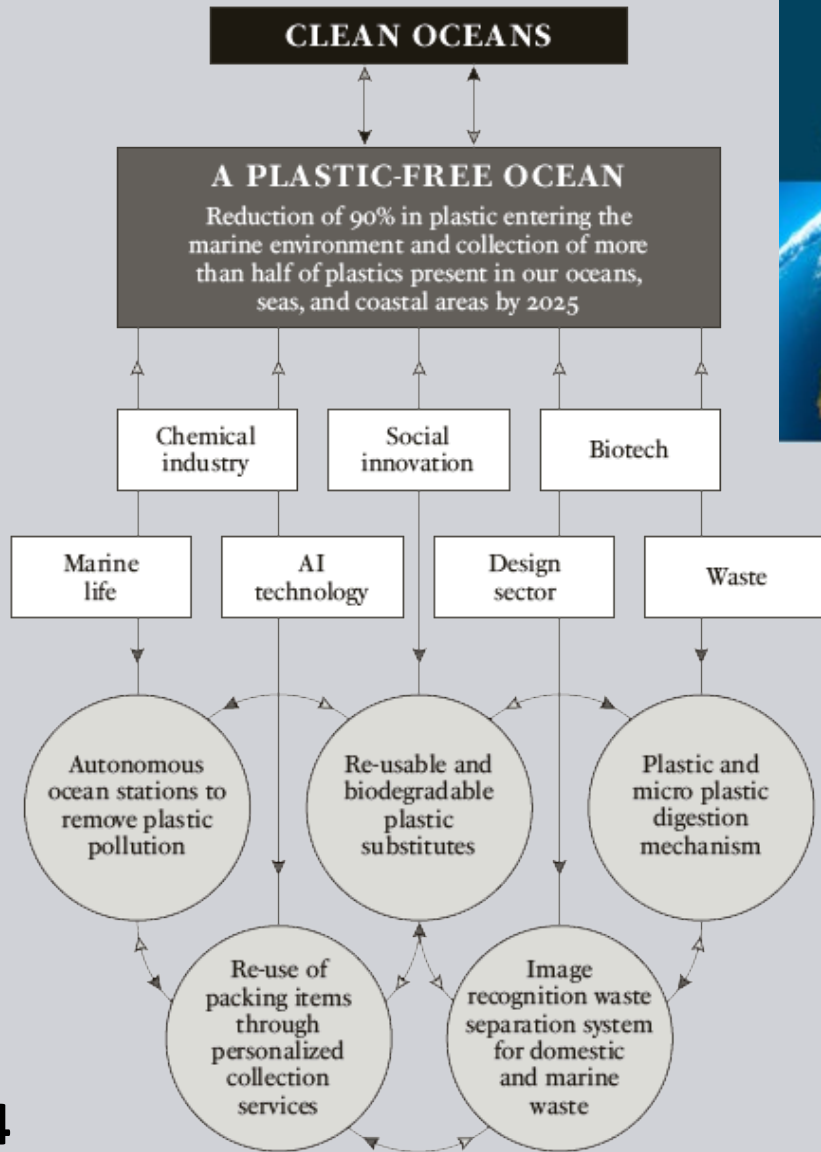 CLEAN OCEANS
A PLASTIC-FREE OCEAN
Reduction of 90% in plastic entering the
marine environment and collection of more
than half of plastics present in our oceans,
seas, and coastal areas by 2025
Chemical
industry
Social
innovation
Biotech
Marine
life
AI
technology
Design
sector
Waste
Autonomous
ocean stations to
remove plastic
pollution
Re-usable and
biodegradable
plastic
substitutes
Plastic and
micro plastic
digestion
mechanism
Re-use of
packing items
through
personalized
collection
services
Image
recognition waste
separation system
for domestic
and marine
waste
4